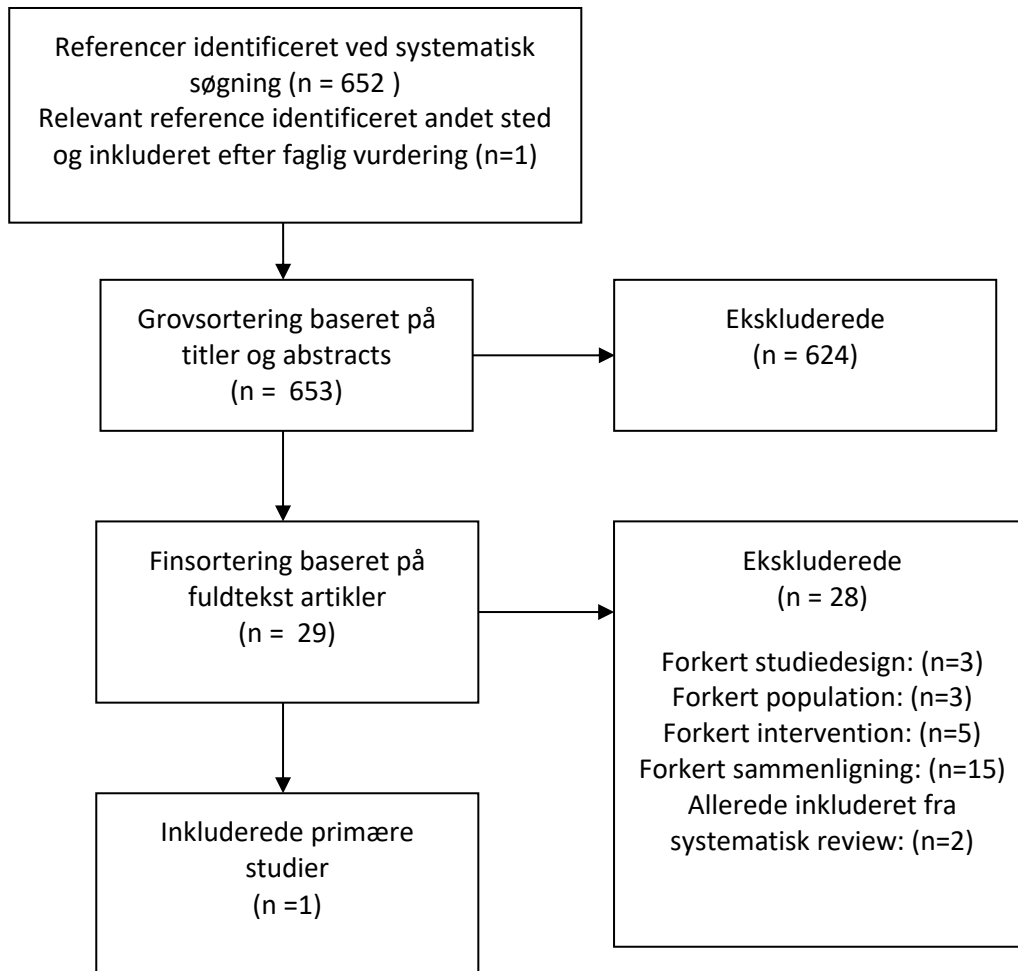 Referencer identificeret ved systematisk
søgning (n = 652 )
Relevant reference identificeret andet sted
og inkluderet efter faglig vurdering (n=1)
Grovsortering baseret på
titler og abstracts
(n =  653)
Ekskluderede
(n = 624)
Finsortering baseret på
fuldtekst artikler
(n =  29)
Ekskluderede
(n = 28)
Forkert studiedesign: (n=3)
Forkert population: (n=3)
Forkert intervention: (n=5)
Forkert sammenligning: (n=15)
Allerede inkluderet fra
systematisk review: (n=2)
Inkluderede primære
studier
(n =1)